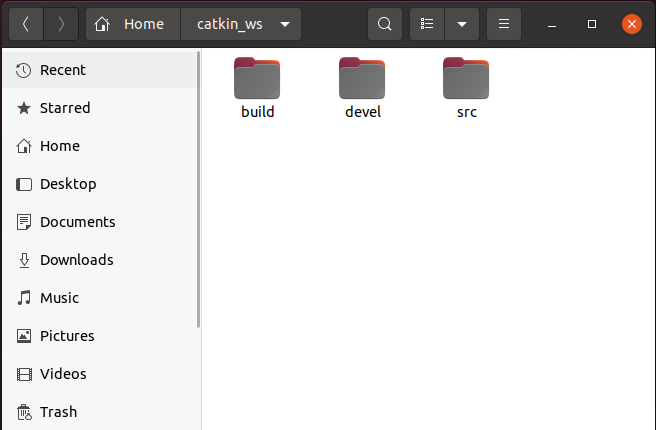 Home catkin_ws
Recent
Starred
Home
Desktop
Documents
Downloads
Music
Pictures
Videos
Trash
build devel src